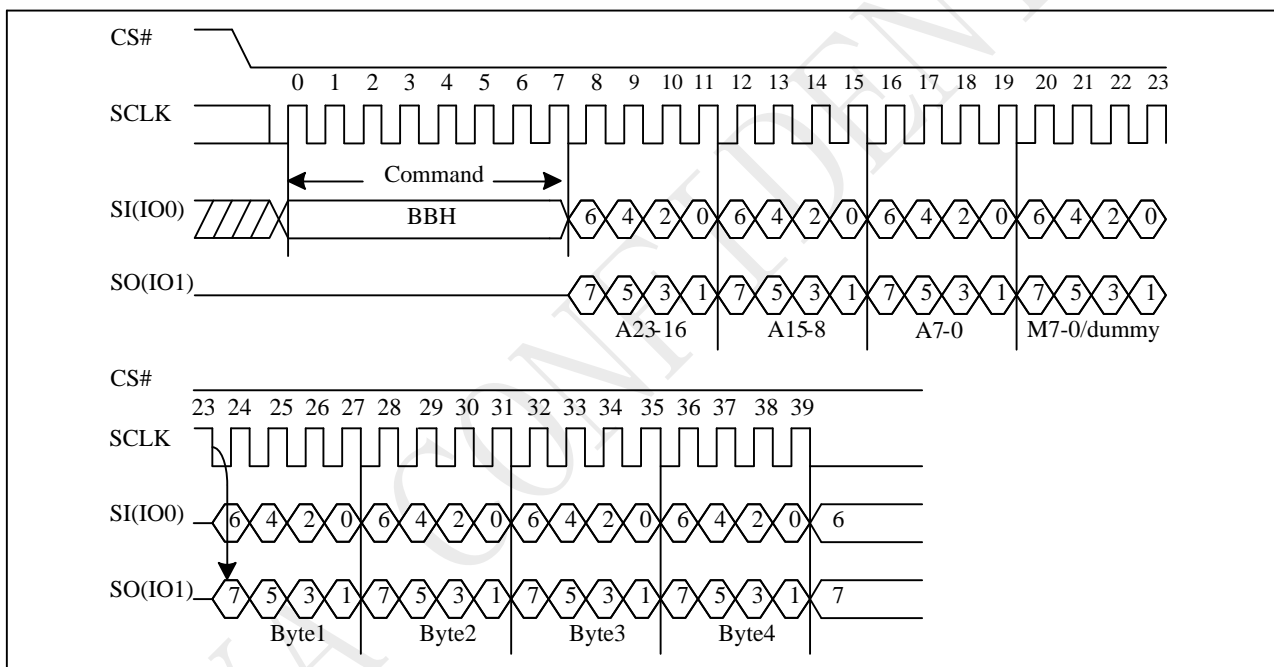 CS#
0 1 2 3 4 5 6 7 8 9 10 11 12 13 14 15 16 17 18 19 20 21 22 23
SCLK
Command
SI(IO0) BBH 6 4 2 0 6 4 2 0 6 4 2 0 6 4 2 0
SO(IO1) 7 5 3 1 7 5 3 1 7 5 3 1 7 5 3 1
A23-16 A15-8 A7-0 M7-0/dummy
CS#
23 24 25 26 27 28 29 30 31 32 33 34 35 36 37 38 39
SCLK
SI(IO0) 6 4 2 0 6 4 2 0 6 4 2 0 6 4 2 0 6
SO(IO1) 7 5 3 1 7 5 3 1 7 5 3 1 7 5 3 1 7
Byte1 Byte2 Byte3 Byte4